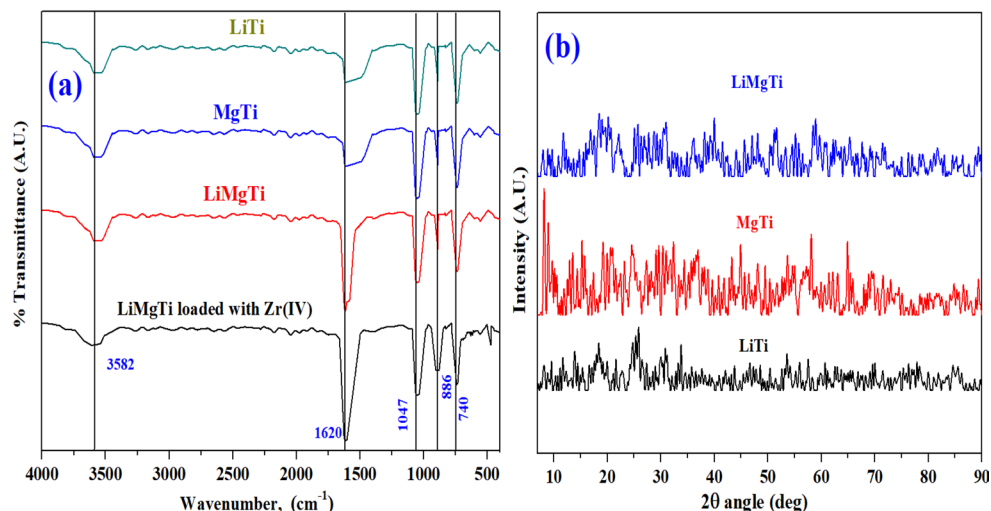 (a)
LiTi
MgTi
LiMgTi
LiMgTi loaded with Zr(IV)
3582
1620
1047
886
740
% Transmittance (A.U.)
4000 3500 3000 2500 2000 1500 1000 500
Wavenumber, (cm⁻¹)
(b)
LiMgTi
MgTi
LiTi
Intensity (A.U.)
10 20 30 40 50 60 70 80 90
2θ angle (deg)